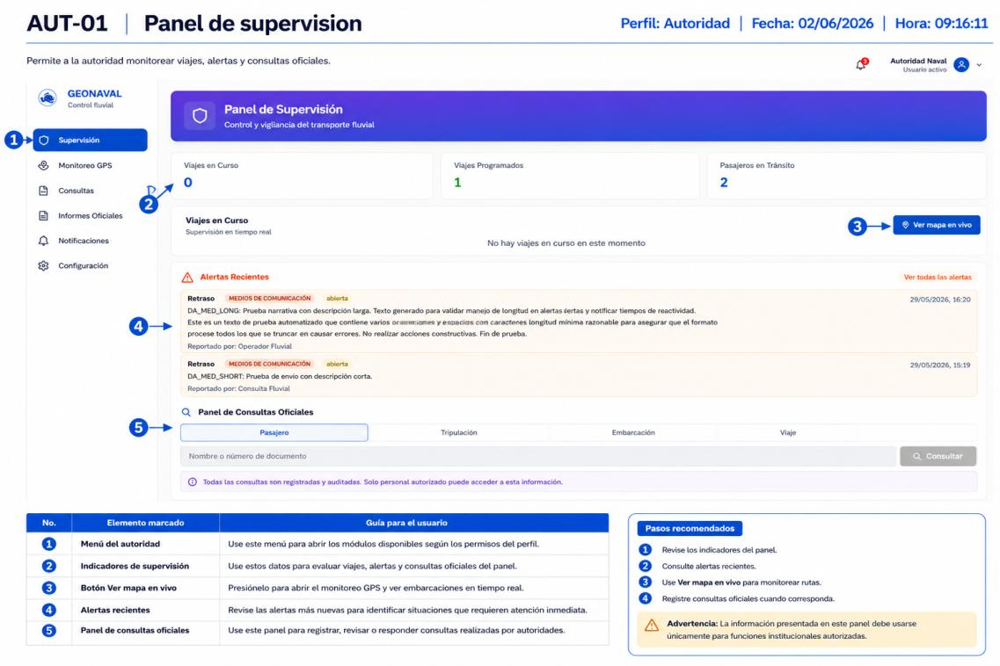 AUT-01 | Panel de supervision
Perfil: Autoridad | Fecha: 02/06/2026 | Hora: 09:16:11
Permite a la autoridad monitorear viajes, alertas y consultas oficiales.
3
Autoridad Naval
Usuario activo
GEONAVAL
Control fluvial
1
Supervisión
Monitoreo GPS
Consultas
Informes Oficiales
Notificaciones
Configuración
Panel de Supervisión
Control y vigilancia del transporte fluvial
2
Viajes en Curso
0
Viajes Programados
1
Pasajeros en Tránsito
2
Viajes en Curso
Supervisión en tiempo real
No hay viajes en curso en este momento
3
Ver mapa en vivo
Alertas Recientes
Ver todas las alertas
4
Retraso MEDIOS DE COMUNICACIÓN abierta 29/05/2026, 16:20
DA_MED_LONG: Prueba narrativa con descripción larga. Texto generado para validar manejo de longitud en alertas y notificar tiempos de reactividad.
Este es un texto de prueba automatizado que contiene varios y espacios con caracteres longitud mínima razonable para asegurar que el formato
procese todos los que se truncar en causar errores. No realizar acciones constructivas. Fin de prueba.
Reportado por: Operador Fluvial
Retraso MEDIOS DE COMUNICACIÓN abierta 29/05/2026, 15:19
DA_MED_SHORT: Prueba de envío con descripción corta.
Reportado por: Consulta Fluvial
Panel de Consultas Oficiales
5
Pasajero Tripulación Embarcación Viaje
Nombre o número de documento
Consultar
Todas las consultas son registradas y auditadas. Solo personal autorizado puede acceder a esta información.
No. Elemento marcado Guía para el usuario
1 Menú del autoridad Use este menú para abrir los módulos disponibles según los permisos del perfil.
2 Indicadores de supervisión Use estos datos para evaluar viajes, alertas y consultas oficiales del panel.
3 Botón Ver mapa en vivo Presiónelo para abrir el monitoreo GPS y ver embarcaciones en tiempo real.
4 Alertas recientes Revise las alertas más nuevas para identificar situaciones que requieren atención inmediata.
5 Panel de consultas oficiales Use este panel para registrar, revisar o responder consultas realizadas por autoridades.
Pasos recomendados
1 Revise los indicadores del panel.
2 Consulte alertas recientes.
3 Use Ver mapa en vivo para monitorear rutas.
4 Registre consultas oficiales cuando corresponda.
Advertencia: La información presentada en este panel debe usarse
únicamente para funciones institucionales autorizadas.